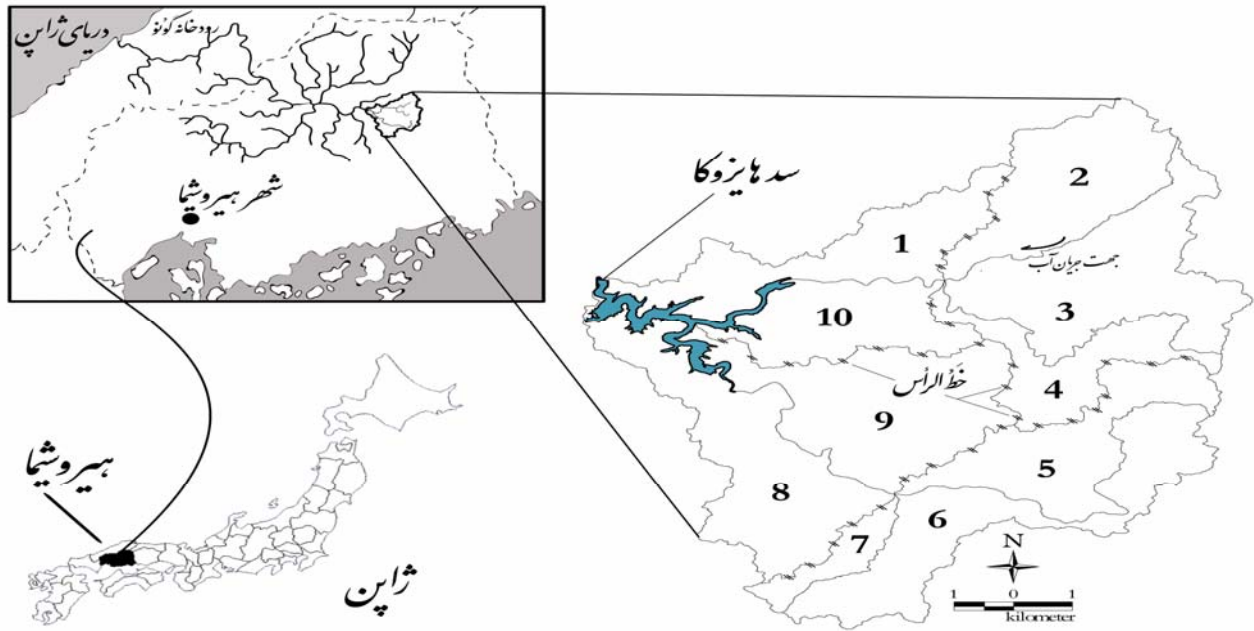 دریای ژاپن
رودخانه گونو
شهر هیروشیما
سد هایزوکا
2
1
جهت جریان آب
3
10
خَطُّ الرأس
4
9
5
8
6
7
هیروشیما
ژاپن
N
1 0 1
kilometer